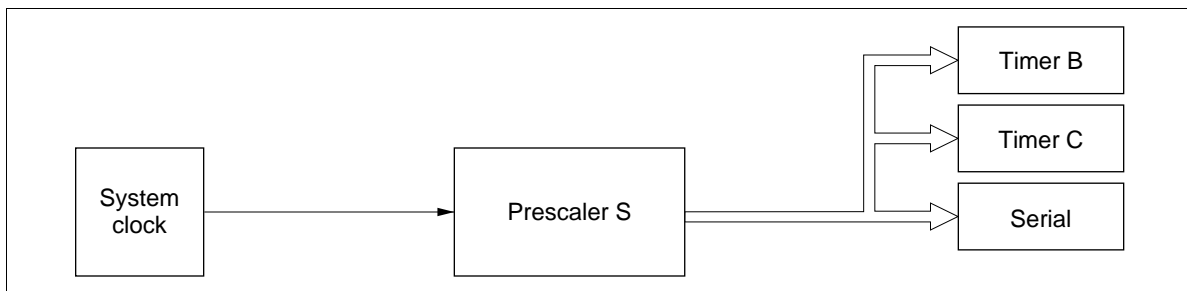 System
clock
Prescaler S
Timer B
Timer C
Serial